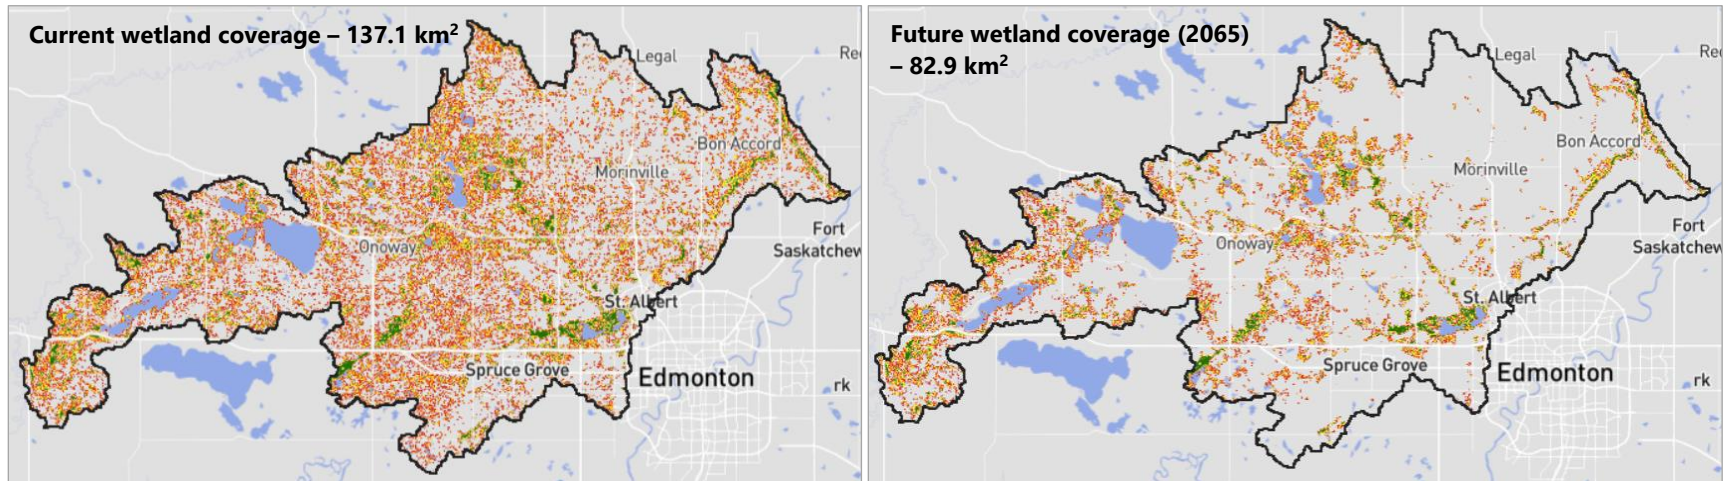 Current wetland coverage – 137.1 km²
Legal
Re
Bon Accord
Morinville
Fort
Saskatchew
Onoway
St. Albert
Spruce Grove
Edmonton
rk
Future wetland coverage (2065)
– 82.9 km²
Legal
Re
Bon Accord
Morinville
Fort
Saskatchew
Onoway
St. Albert
Spruce Grove
Edmonton
rk